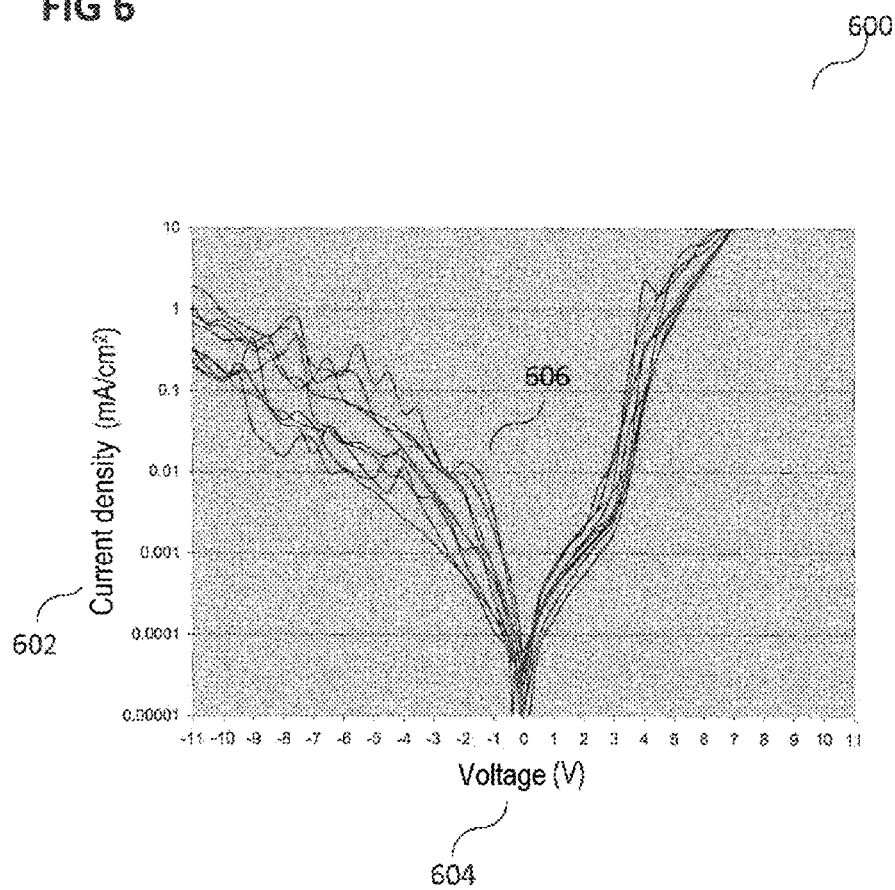 FIG 6
600
10
1
0.1
0.01
0.001
0.0001
0.00001
Current density (mA/cm²)
602
606
-11 -10 -9 -8 -7 -6 -5 -4 -3 -2 -1 0 1 2 3 4 5 6 7 8 9 10 11
Voltage (V)
604